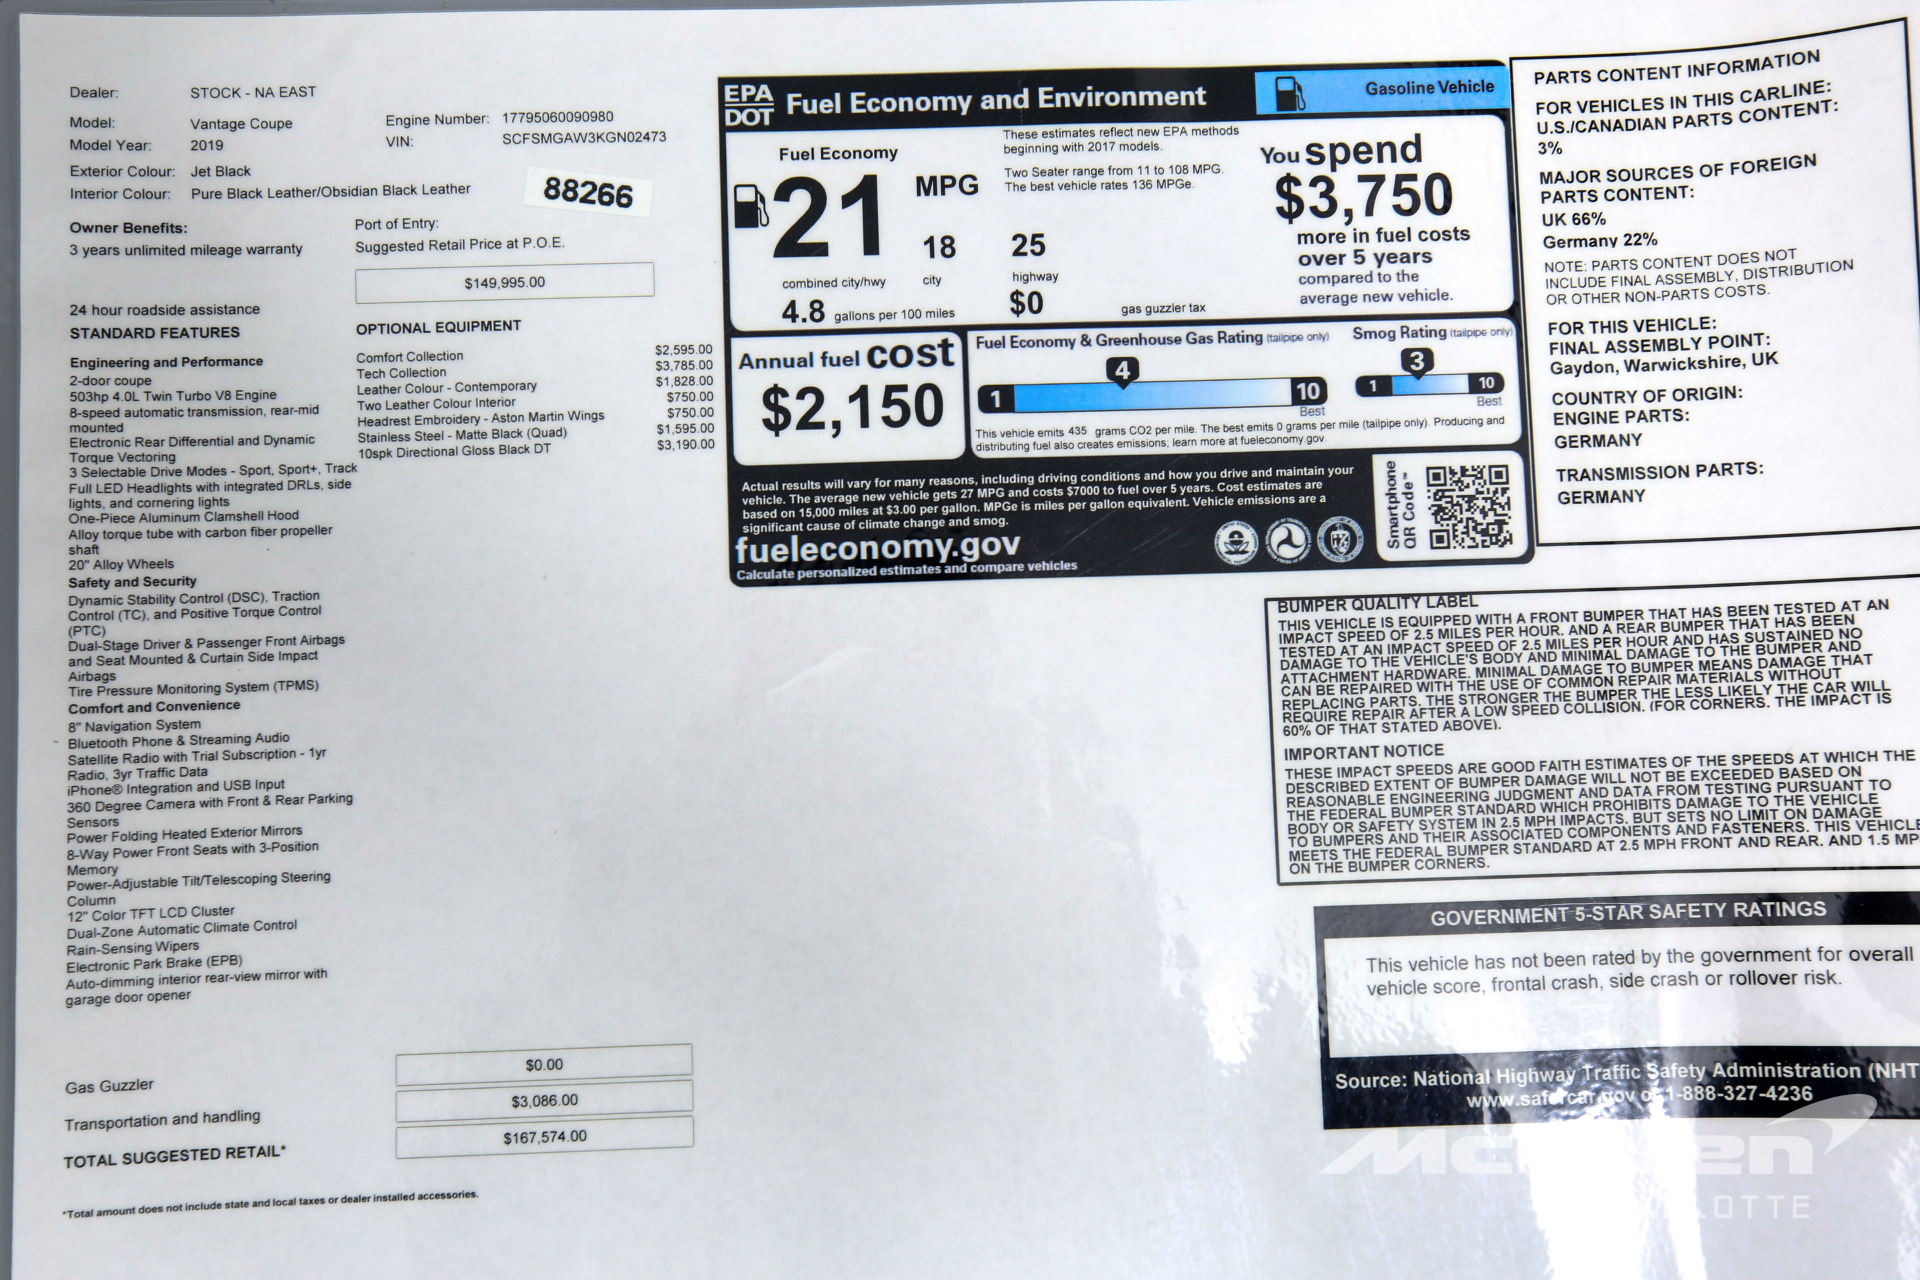 Dealer: STOCK - NA EAST
Model: Vantage Coupe
Engine Number: 17795060090980
Model Year: 2019
VIN: SCFSMGAW3KGN02473
Exterior Colour: Jet Black
Interior Colour: Pure Black Leather/Obsidian Black Leather
88266
Owner Benefits:
3 years unlimited mileage warranty
24 hour roadside assistance
Port of Entry:
Suggested Retail Price at P.O.E.
$149,995.00
STANDARD FEATURES
Engineering and Performance
2-door coupe
503hp 4.0L Twin Turbo V8 Engine
8-speed automatic transmission, rear-mid
mounted
Electronic Rear Differential and Dynamic
Torque Vectoring
3 Selectable Drive Modes - Sport, Sport+, Track
Full LED Headlights with integrated DRLs, side
lights, and cornering lights
One-Piece Aluminum Clamshell Hood
Alloy torque tube with carbon fiber propeller
shaft
20" Alloy Wheels
Safety and Security
Dynamic Stability Control (DSC), Traction
Control (TC), and Positive Torque Control
(PTC)
Dual-Stage Driver & Passenger Front Airbags
and Seat Mounted & Curtain Side Impact
Airbags
Tire Pressure Monitoring System (TPMS)
Comfort and Convenience
8" Navigation System
Bluetooth Phone & Streaming Audio
Satellite Radio with Trial Subscription - 1yr
Radio, 3yr Traffic Data
iPhone® Integration and USB Input
360 Degree Camera with Front & Rear Parking
Sensors
Power Folding Heated Exterior Mirrors
8-Way Power Front Seats with 3-Position
Memory
Power-Adjustable Tilt/Telescoping Steering
Column
12" Color TFT LCD Cluster
Dual-Zone Automatic Climate Control
Rain-Sensing Wipers
Electronic Park Brake (EPB)
Auto-dimming interior rear-view mirror with
garage door opener
OPTIONAL EQUIPMENT
Comfort Collection $2,595.00
Tech Collection $3,785.00
Leather Colour - Contemporary $1,828.00
Two Leather Colour Interior $750.00
Headrest Embroidery - Aston Martin Wings $750.00
Stainless Steel - Matte Black (Quad) $1,595.00
10spk Directional Gloss Black DT $3,190.00
Gas Guzzler $0.00
Transportation and handling $3,086.00
TOTAL SUGGESTED RETAIL* $167,574.00
*Total amount does not include state and local taxes or dealer installed accessories.
EPA
DOT
Fuel Economy and Environment
Gasoline Vehicle
Fuel Economy
21 MPG
combined city/hwy
18
city
25
highway
4.8 gallons per 100 miles
$0
gas guzzler tax
These estimates reflect new EPA methods
beginning with 2017 models.
Two Seater range from 11 to 108 MPG.
The best vehicle rates 136 MPGe.
You spend
$3,750
more in fuel costs
over 5 years
compared to the
average new vehicle.
Annual fuel cost
$2,150
Fuel Economy & Greenhouse Gas Rating (tailpipe only)
4
1
10
Best
Smog Rating (tailpipe only)
3
1
10
Best
This vehicle emits 435 grams CO2 per mile. The best emits 0 grams per mile (tailpipe only). Producing and
distributing fuel also creates emissions; learn more at fueleconomy.gov.
Actual results will vary for many reasons, including driving conditions and how you drive and maintain your
vehicle. The average new vehicle gets 27 MPG and costs $7000 to fuel over 5 years. Cost estimates are
based on 15,000 miles at $3.00 per gallon. MPGe is miles per gallon equivalent. Vehicle emissions are a
significant cause of climate change and smog.
fueleconomy.gov
Calculate personalized estimates and compare vehicles
Smartphone
QR Code™
PARTS CONTENT INFORMATION
FOR VEHICLES IN THIS CARLINE:
U.S./CANADIAN PARTS CONTENT:
3%
MAJOR SOURCES OF FOREIGN
PARTS CONTENT:
UK 66%
Germany 22%
NOTE: PARTS CONTENT DOES NOT
INCLUDE FINAL ASSEMBLY, DISTRIBUTION
OR OTHER NON-PARTS COSTS.
FOR THIS VEHICLE:
FINAL ASSEMBLY POINT:
Gaydon, Warwickshire, UK
COUNTRY OF ORIGIN:
ENGINE PARTS:
GERMANY
TRANSMISSION PARTS:
GERMANY
BUMPER QUALITY LABEL
THIS VEHICLE IS EQUIPPED WITH A FRONT BUMPER THAT HAS BEEN TESTED AT AN
IMPACT SPEED OF 2.5 MILES PER HOUR. AND A REAR BUMPER THAT HAS BEEN
TESTED AT AN IMPACT SPEED OF 2.5 MILES PER HOUR AND HAS SUSTAINED NO
DAMAGE TO THE VEHICLE'S BODY AND MINIMAL DAMAGE TO THE BUMPER AND
ATTACHMENT HARDWARE. MINIMAL DAMAGE TO BUMPER MEANS DAMAGE THAT
CAN BE REPAIRED WITH THE USE OF COMMON REPAIR MATERIALS WITHOUT
REPLACING PARTS. THE STRONGER THE BUMPER THE LESS LIKELY THE CAR WILL
REQUIRE REPAIR AFTER A LOW SPEED COLLISION. (FOR CORNERS. THE IMPACT IS
60% OF THAT STATED ABOVE).
IMPORTANT NOTICE
THESE IMPACT SPEEDS ARE GOOD FAITH ESTIMATES OF THE SPEEDS AT WHICH THE
DESCRIBED EXTENT OF BUMPER DAMAGE WILL NOT BE EXCEEDED BASED ON
REASONABLE ENGINEERING JUDGMENT AND DATA FROM TESTING PURSUANT TO
THE FEDERAL BUMPER STANDARD WHICH PROHIBITS DAMAGE TO THE VEHICLE
BODY OR SAFETY SYSTEM IN 2.5 MPH IMPACTS. BUT SETS NO LIMIT ON DAMAGE
TO BUMPERS AND THEIR ASSOCIATED COMPONENTS AND FASTENERS. THIS VEHICLE
MEETS THE FEDERAL BUMPER STANDARD AT 2.5 MPH FRONT AND REAR. AND 1.5 MP
ON THE BUMPER CORNERS.
GOVERNMENT 5-STAR SAFETY RATINGS
This vehicle has not been rated by the government for overall
vehicle score, frontal crash, side crash or rollover risk.
Source: National Highway Traffic Safety Administration (NHT
www.safercar.gov or 1-888-327-4236